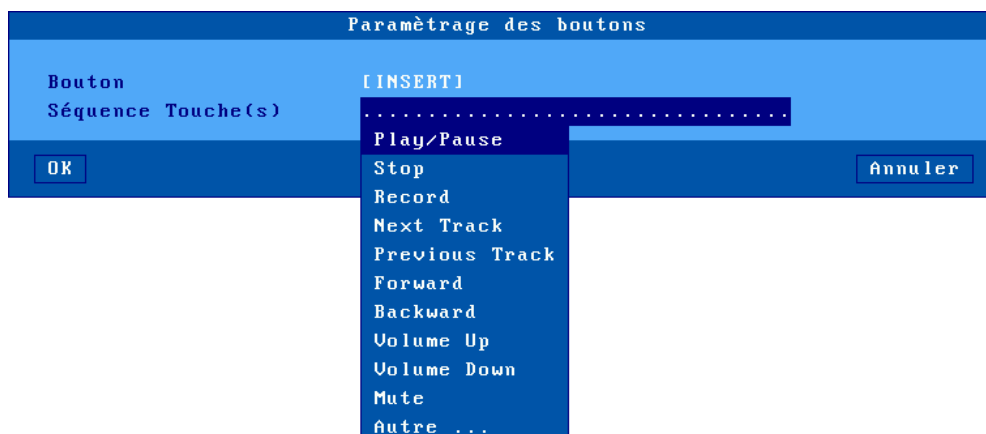 Paramètrage des boutons
Bouton [INSERT]
Séquence Touche(s) .................................
Play/Pause
OK Stop Annuler
Record
Next Track
Previous Track
Forward
Backward
Volume Up
Volume Down
Mute
Autre ...